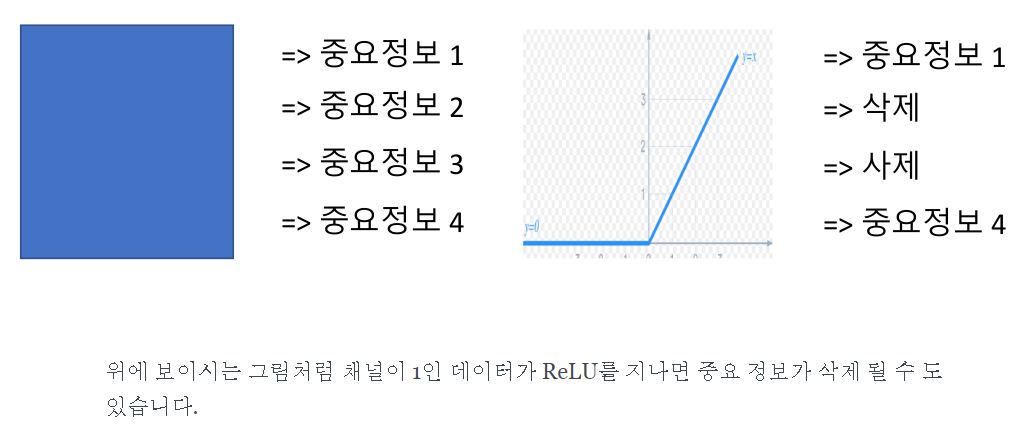 => 중요정보 1
=> 중요정보 2
=> 중요정보 3
=> 중요정보 4
y=x
3
2
1
y=0
=> 중요정보 1
=> 삭제
=> 사제
=> 중요정보 4
위에 보이시는 그림처럼 채널이 1인 데이터가 ReLU를 지나면 중요 정보가 삭제 될 수 도
있습니다.